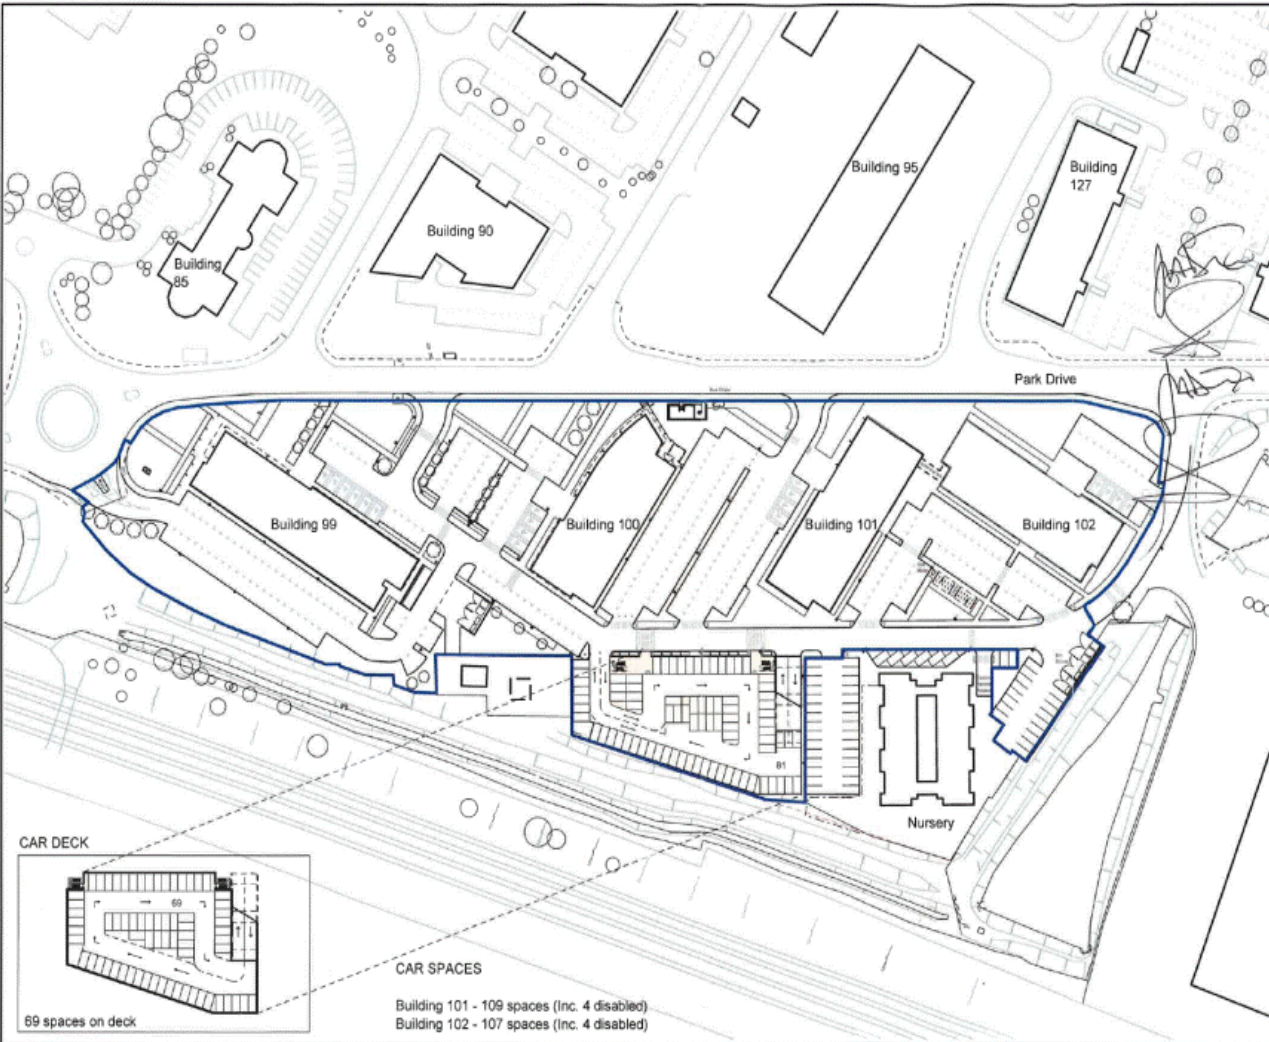 Building 95
Building
127
Building 90
Building
85
Park Drive
Building 99
Building 100
Building 101
Building 102
81
Nursery
CAR DECK
69
69 spaces on deck
CAR SPACES
Building 101 - 109 spaces (Inc. 4 disabled)
Building 102 - 107 spaces (Inc. 4 disabled)